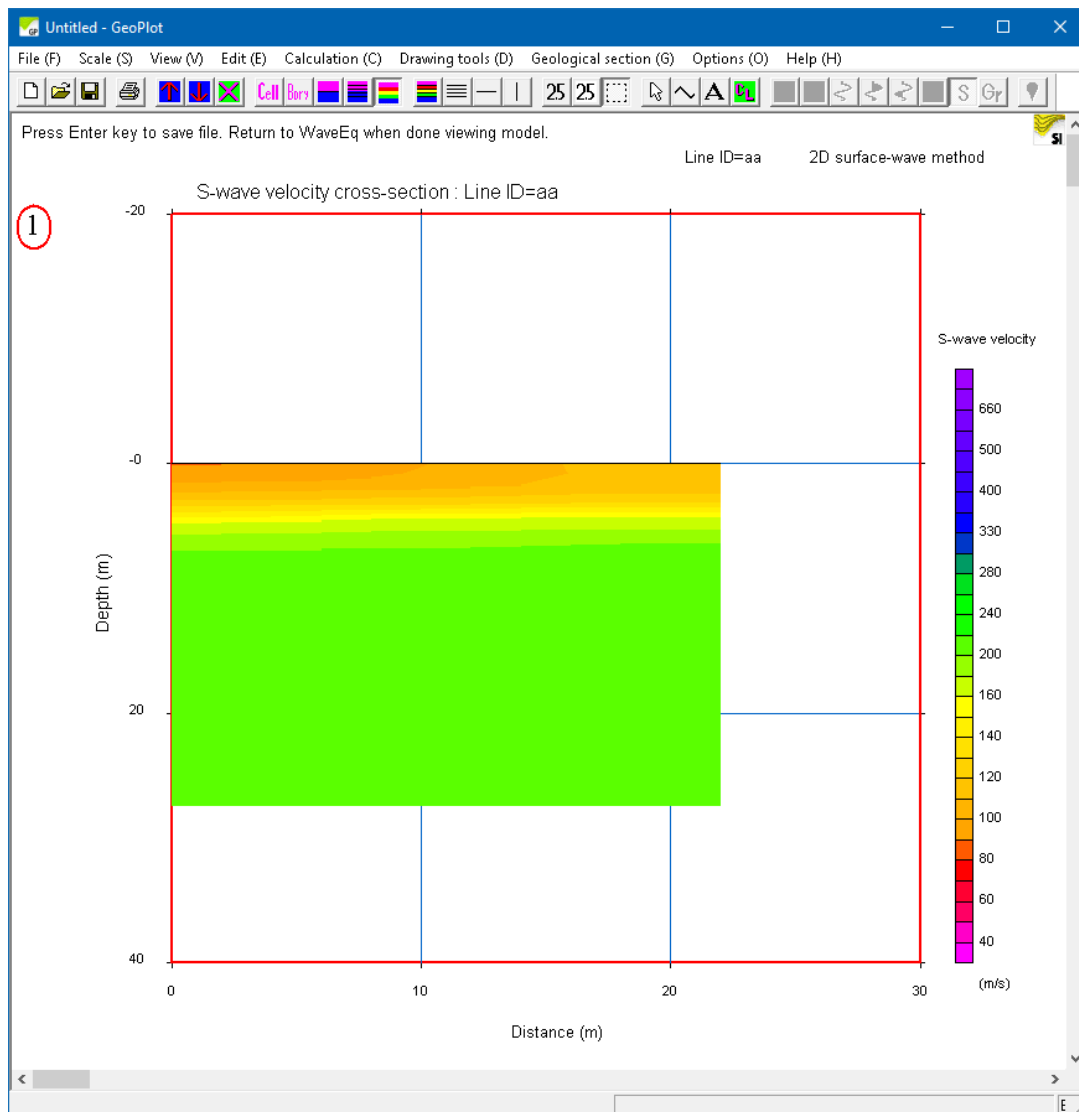 Untitled - GeoPlot
File (F) Scale (S) View (V) Edit (E) Calculation (C) Drawing tools (D) Geological section (G) Options (O) Help (H)
Cell 25 25 A S Gr
Press Enter key to save file. Return to WaveEq when done viewing model.
SI
Line ID=aa 2D surface-wave method
S-wave velocity cross-section : Line ID=aa
1
-20
-0
20
40
Depth (m)
0 10 20 30
Distance (m)
S-wave velocity
660
500
400
330
280
240
200
160
140
120
100
80
60
40
(m/s)
E